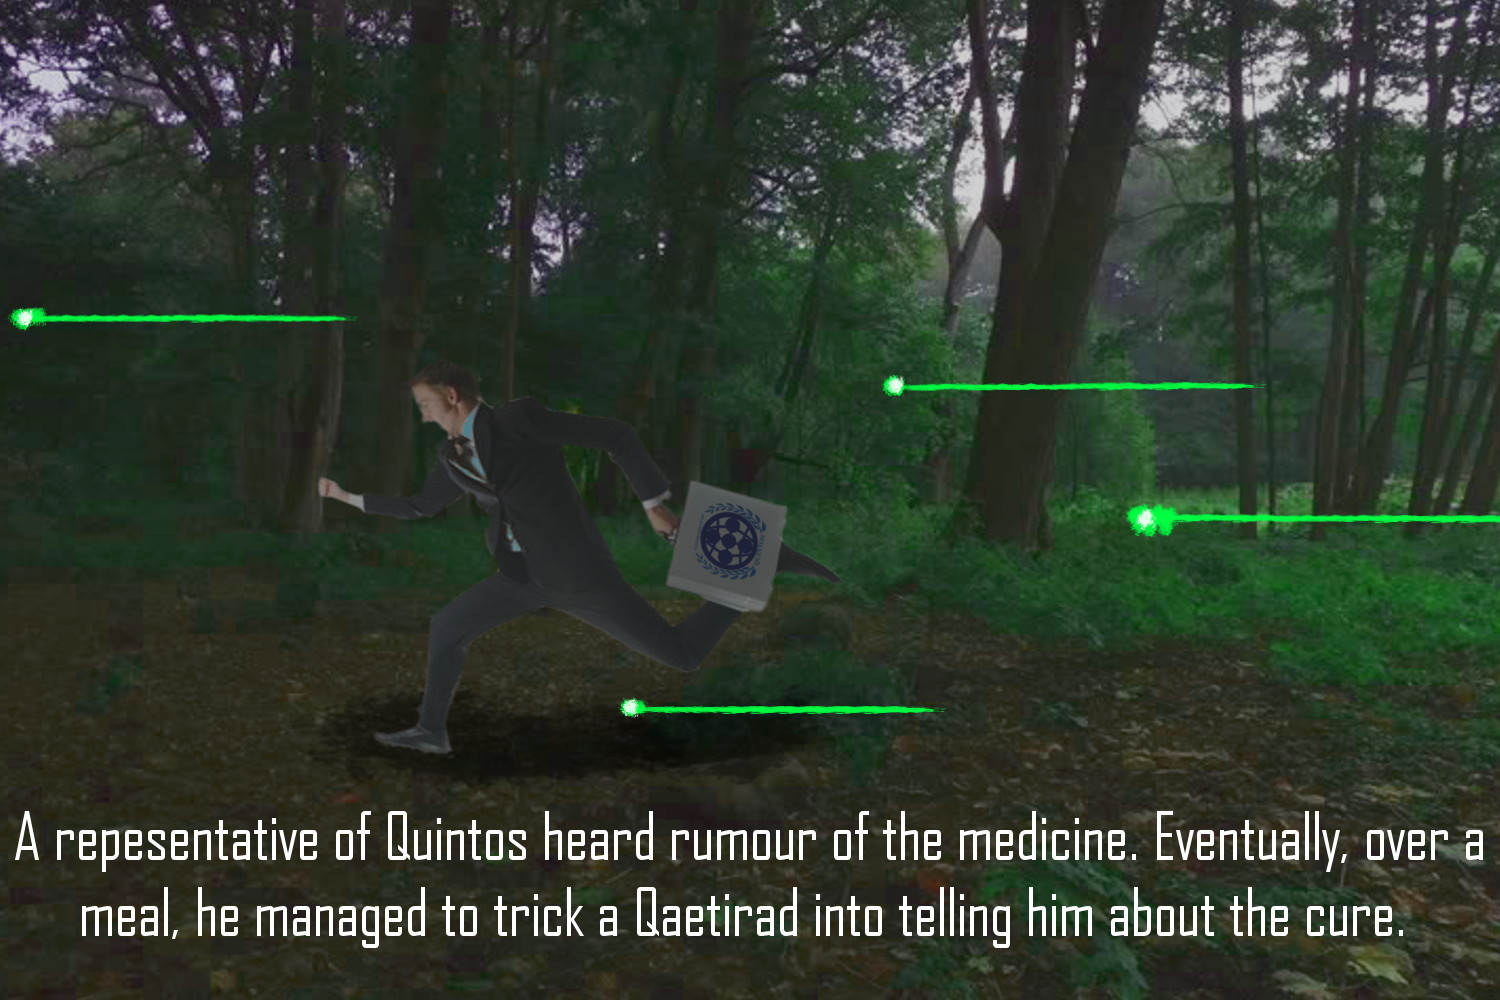 A repesentative of Quintos heard rumour of the medicine. Eventually, over a
meal, he managed to trick a Qaetirad into telling him about the cure.